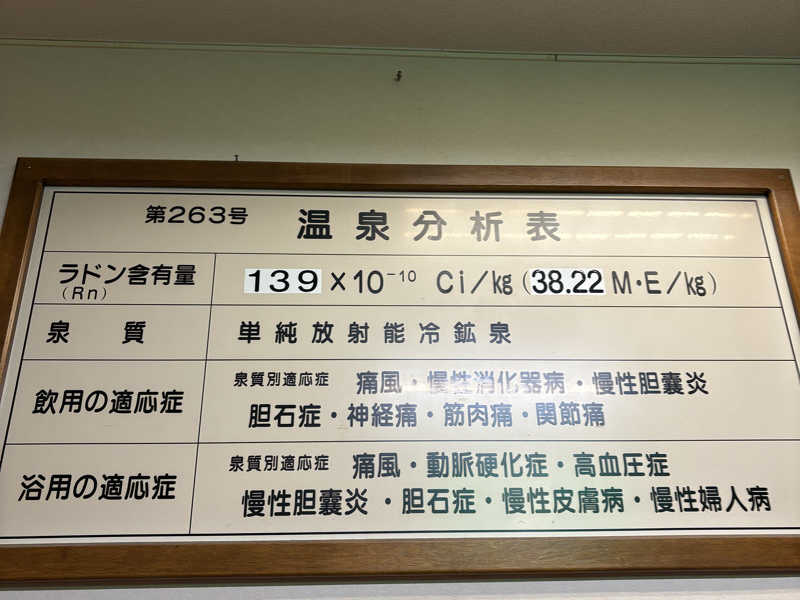 第263号 温泉分析表
ラドン含有量 139×10⁻¹⁰ Ci/kg(38.22 M・E/kg)
(Rn)
泉質 単純放射能冷鉱泉
飲用の適応症 泉質別適応症 痛風・慢性消化器病・慢性胆嚢炎
胆石症・神経痛・筋肉痛・関節痛
浴用の適応症 泉質別適応症 痛風・動脈硬化症・高血圧症
慢性胆嚢炎・胆石症・慢性皮膚病・慢性婦人病